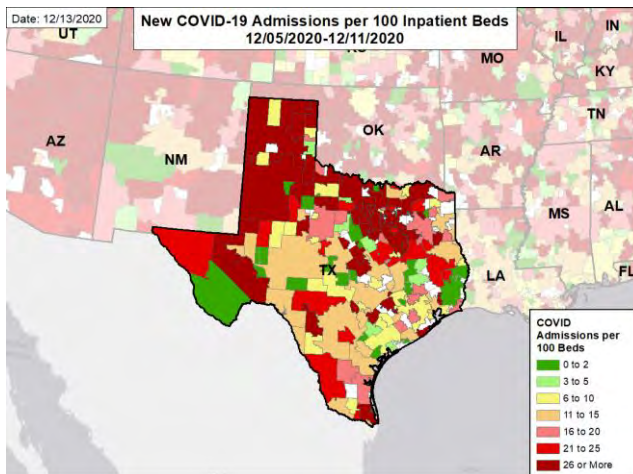 Date: 12/13/2020
New COVID-19 Admissions per 100 Inpatient Beds
12/05/2020-12/11/2020
UT
MO
IL
IN
KY
AZ
NM
OK
AR
TN
MS
AL
TX
LA
FL
COVID
Admissions per
100 Beds
0 to 2
3 to 5
6 to 10
11 to 15
16 to 20
21 to 25
26 or More